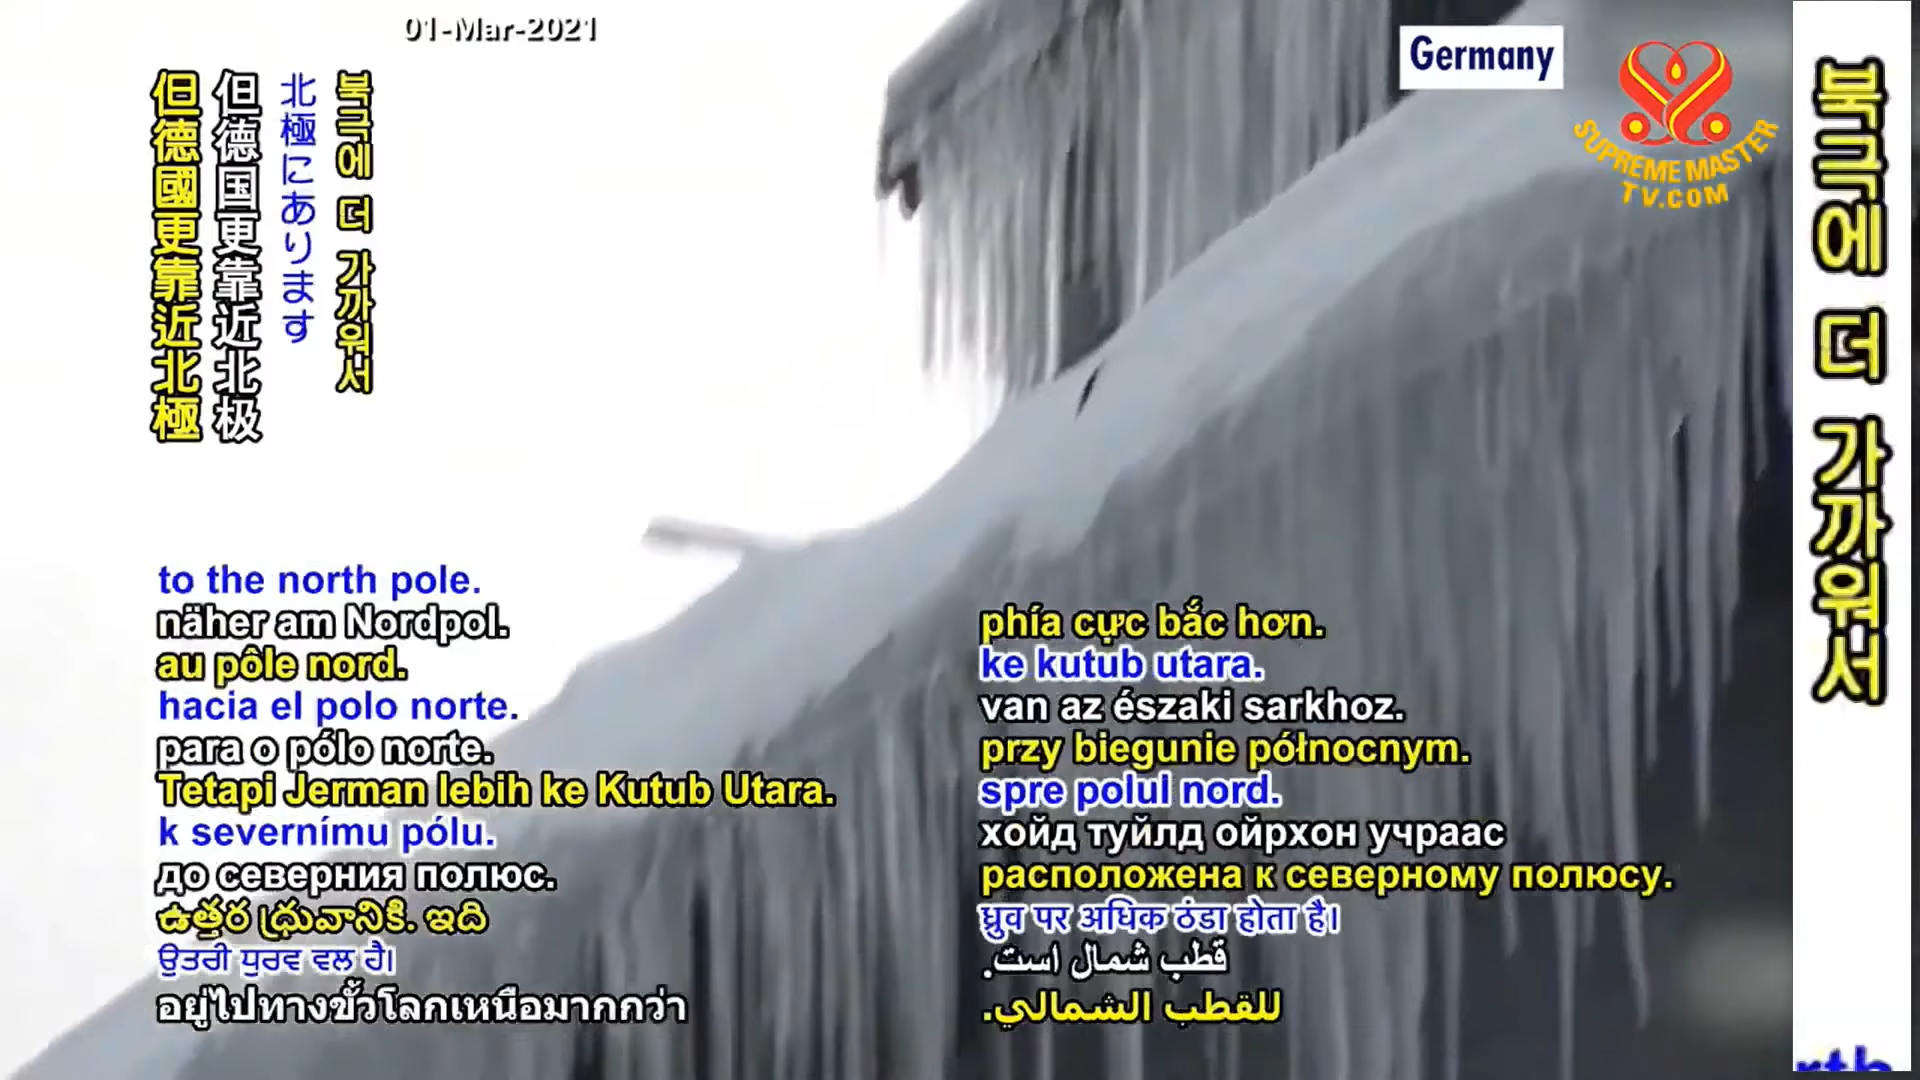 01-Mar-2021
Germany
SUPREME MASTER
TV.COM
但德國更靠近北極
但德国更靠近北极
北極にあります
북극에 더 가까워서
북극에 더 가까워서
to the north pole.
näher am Nordpol.
au pôle nord.
hacia el polo norte.
para o pólo norte.
Tetapi Jerman lebih ke Kutub Utara.
k severnímu pólu.
до северния полюс.
ఉత్తర ధ్రువానికి. ఇది
ਉਤਰੀ ਧੁਰਵ ਵਲ ਹੈ।
อยู่ไปทางขั้วโลกเหนือมากกว่า
phía cực bắc hơn.
ke kutub utara.
van az északi sarkhoz.
przy biegunie północnym.
spre polul nord.
хойд туйлд ойрхон учраас
расположена к северному полюсу.
ध्रुव पर अधिक ठंडा होता है।
قطب شمال است.
للقطب الشمالي.